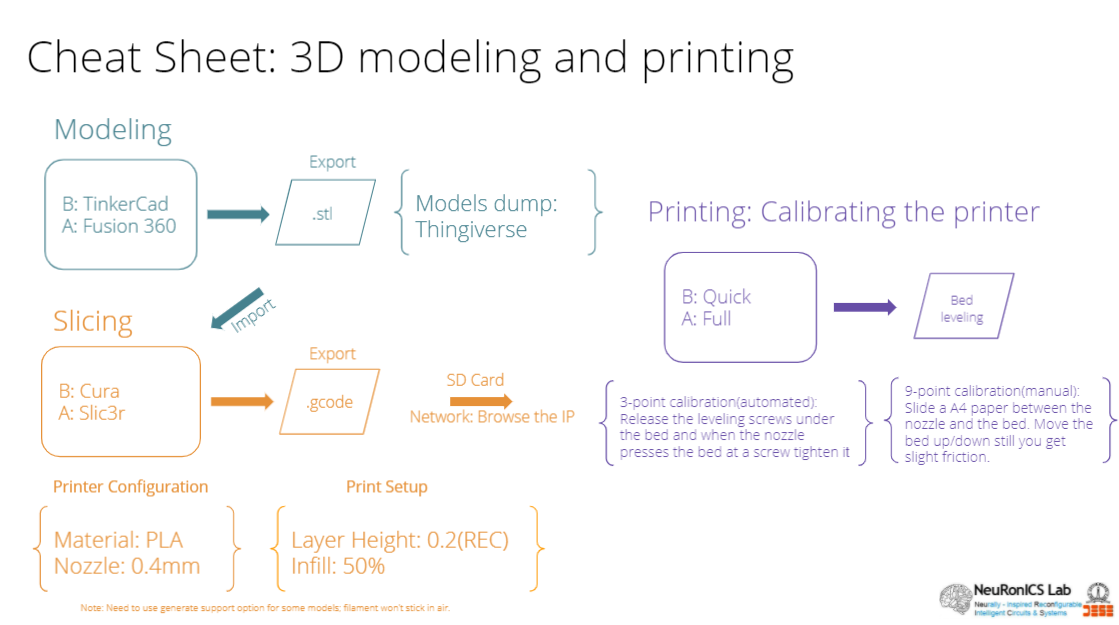 Cheat Sheet: 3D modeling and printing
Modeling
B: TinkerCad
A: Fusion 360
Export
.stl
Models dump:
Thingiverse
Import
Slicing
B: Cura
A: Slic3r
Export
.gcode
SD Card
Network: Browse the IP
Printer Configuration
Material: PLA
Nozzle: 0.4mm
Print Setup
Layer Height: 0.2(REC)
Infill: 50%
Note: Need to use generate support option for some models; filament won't stick in air.
Printing: Calibrating the printer
B: Quick
A: Full
Bed
leveling
3-point calibration(automated):
Release the leveling screws under
the bed and when the nozzle
presses the bed at a screw tighten it
9-point calibration(manual):
Slide a A4 paper between the
nozzle and the bed. Move the
bed up/down still you get
slight friction.
NeuRonICS Lab
Neurally - Inspired Reconfigurable
Intelligent Circuits & Systems
DESE